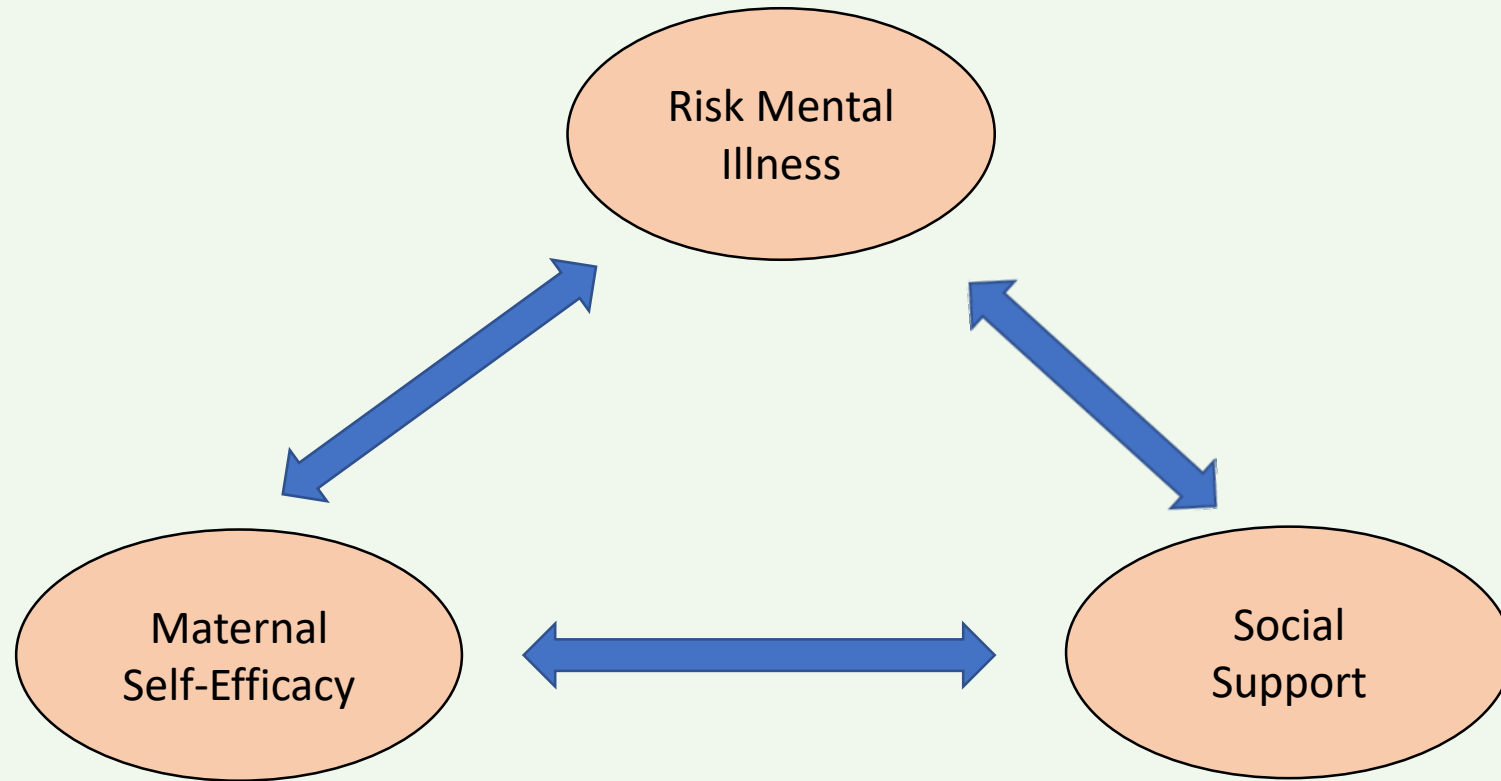 Risk Mental
Illness
Maternal
Self-Efficacy
Social
Support